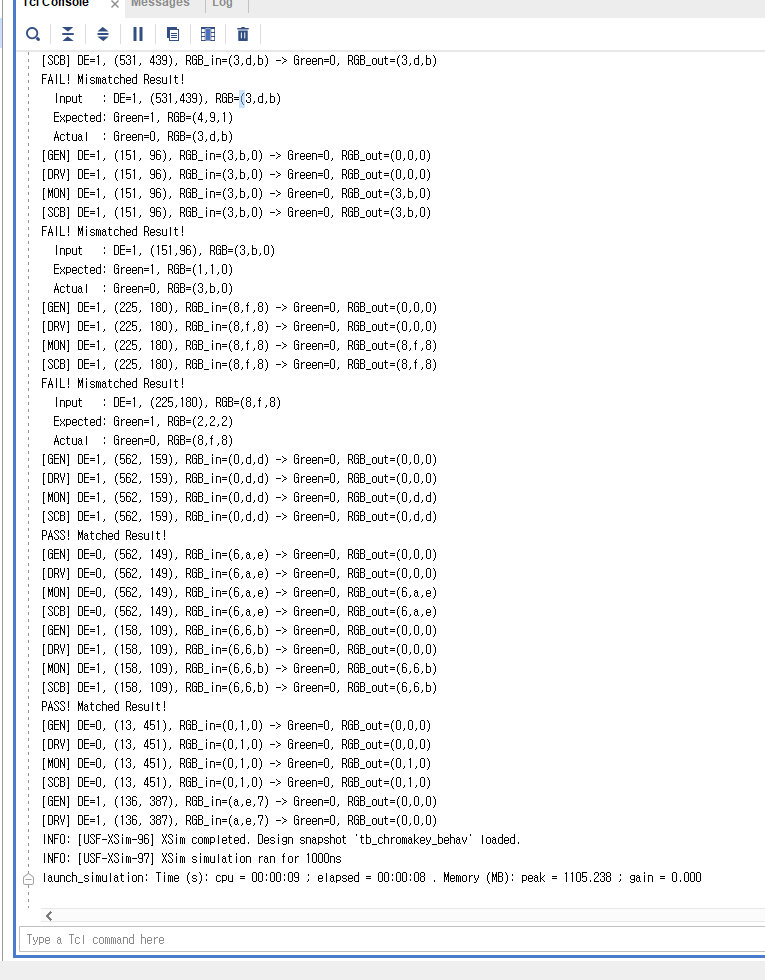 Tcl Console
Messages
Log
[SCB] DE=1, (531, 439), RGB_in=(3,d,b) -> Green=0, RGB_out=(3,d,b)
FAIL! Mismatched Result!
Input : DE=1, (531,439), RGB=(3,d,b)
Expected: Green=1, RGB=(4,9,1)
Actual : Green=0, RGB=(3,d,b)
[GEN] DE=1, (151, 96), RGB_in=(3,b,0) -> Green=0, RGB_out=(0,0,0)
[DRV] DE=1, (151, 96), RGB_in=(3,b,0) -> Green=0, RGB_out=(0,0,0)
[MON] DE=1, (151, 96), RGB_in=(3,b,0) -> Green=0, RGB_out=(3,b,0)
[SCB] DE=1, (151, 96), RGB_in=(3,b,0) -> Green=0, RGB_out=(3,b,0)
FAIL! Mismatched Result!
Input : DE=1, (151,96), RGB=(3,b,0)
Expected: Green=1, RGB=(1,1,0)
Actual : Green=0, RGB=(3,b,0)
[GEN] DE=1, (225, 180), RGB_in=(8,f,8) -> Green=0, RGB_out=(0,0,0)
[DRV] DE=1, (225, 180), RGB_in=(8,f,8) -> Green=0, RGB_out=(0,0,0)
[MON] DE=1, (225, 180), RGB_in=(8,f,8) -> Green=0, RGB_out=(8,f,8)
[SCB] DE=1, (225, 180), RGB_in=(8,f,8) -> Green=0, RGB_out=(8,f,8)
FAIL! Mismatched Result!
Input : DE=1, (225,180), RGB=(8,f,8)
Expected: Green=1, RGB=(2,2,2)
Actual : Green=0, RGB=(8,f,8)
[GEN] DE=1, (562, 159), RGB_in=(0,d,d) -> Green=0, RGB_out=(0,0,0)
[DRV] DE=1, (562, 159), RGB_in=(0,d,d) -> Green=0, RGB_out=(0,0,0)
[MON] DE=1, (562, 159), RGB_in=(0,d,d) -> Green=0, RGB_out=(0,d,d)
[SCB] DE=1, (562, 159), RGB_in=(0,d,d) -> Green=0, RGB_out=(0,d,d)
PASS! Matched Result!
[GEN] DE=0, (562, 149), RGB_in=(6,a,e) -> Green=0, RGB_out=(0,0,0)
[DRV] DE=0, (562, 149), RGB_in=(6,a,e) -> Green=0, RGB_out=(0,0,0)
[MON] DE=0, (562, 149), RGB_in=(6,a,e) -> Green=0, RGB_out=(6,a,e)
[SCB] DE=0, (562, 149), RGB_in=(6,a,e) -> Green=0, RGB_out=(6,a,e)
[GEN] DE=1, (158, 109), RGB_in=(6,6,b) -> Green=0, RGB_out=(0,0,0)
[DRV] DE=1, (158, 109), RGB_in=(6,6,b) -> Green=0, RGB_out=(0,0,0)
[MON] DE=1, (158, 109), RGB_in=(6,6,b) -> Green=0, RGB_out=(6,6,b)
[SCB] DE=1, (158, 109), RGB_in=(6,6,b) -> Green=0, RGB_out=(6,6,b)
PASS! Matched Result!
[GEN] DE=0, (13, 451), RGB_in=(0,1,0) -> Green=0, RGB_out=(0,0,0)
[DRV] DE=0, (13, 451), RGB_in=(0,1,0) -> Green=0, RGB_out=(0,0,0)
[MON] DE=0, (13, 451), RGB_in=(0,1,0) -> Green=0, RGB_out=(0,1,0)
[SCB] DE=0, (13, 451), RGB_in=(0,1,0) -> Green=0, RGB_out=(0,1,0)
[GEN] DE=1, (136, 387), RGB_in=(a,e,7) -> Green=0, RGB_out=(0,0,0)
[DRV] DE=1, (136, 387), RGB_in=(a,e,7) -> Green=0, RGB_out=(0,0,0)
INFO: [USF-XSim-96] XSim completed. Design snapshot 'tb_chromakey_behav' loaded.
INFO: [USF-XSim-97] XSim simulation ran for 1000ns
launch_simulation: Time (s): cpu = 00:00:09 ; elapsed = 00:00:08 . Memory (MB): peak = 1105.238 ; gain = 0.000
Type a Tcl command here